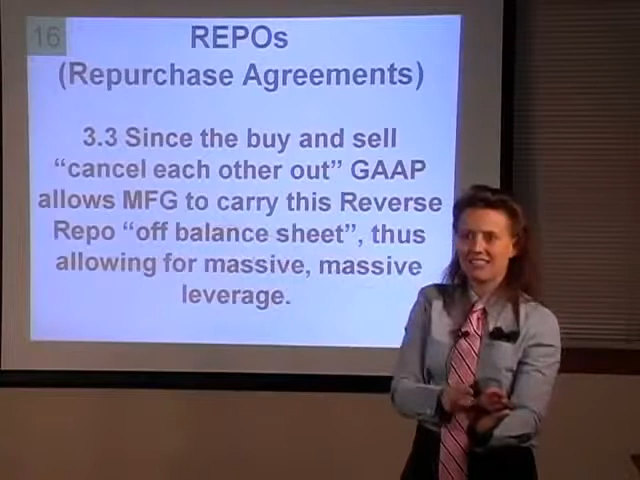 16
REPOs
(Repurchase Agreements)
3.3 Since the buy and sell
“cancel each other out” GAAP
allows MFG to carry this Reverse
Repo “off balance sheet”, thus
allowing for massive, massive
leverage.